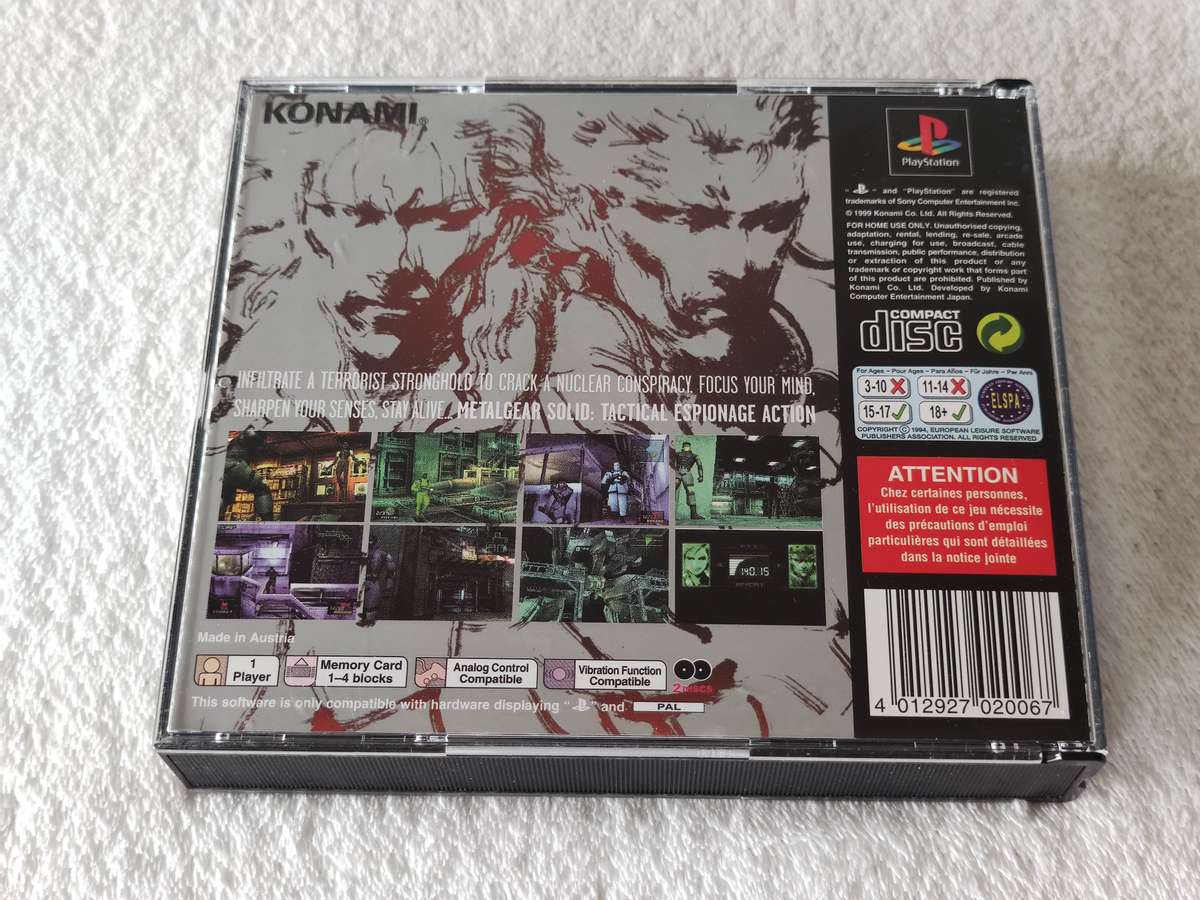 KONAMI®
INFILTRATE A TERRORIST STRONGHOLD TO CRACK A NUCLEAR CONSPIRACY. FOCUS YOUR MIND,
SHARPEN YOUR SENSES, STAY ALIVE... METAL GEAR SOLID: TACTICAL ESPIONAGE ACTION
140.15
MEMORY
Made in Austria
1
Player
Memory Card
1–4 blocks
Analog Control
Compatible
Vibration Function
Compatible
2 DISCS
This software is only compatible with hardware displaying " " and PAL
PlayStation
" " and "PlayStation" are registered
trademarks of Sony Computer Entertainment Inc.
© 1999 Konami Co. Ltd. All Rights Reserved.
FOR HOME USE ONLY. Unauthorised copying,
adaptation, rental, lending, re-sale, arcade
use, charging for use, broadcast, cable
transmission, public performance, distribution
or extraction of this product or any
trademark or copyright work that forms part
of this product are prohibited. Published by
Konami Co. Ltd. Developed by Konami
Computer Entertainment Japan.
COMPACT
disc
For Ages - Pour Ages - Para Años - Für Jahre - Per Anni
3-10 11-14
15-17 18+
ELSPA
COPYRIGHT © 1994, EUROPEAN LEISURE SOFTWARE
PUBLISHERS ASSOCIATION. ALL RIGHTS RESERVED
ATTENTION
Chez certaines personnes,
l'utilisation de ce jeu nécessite
des précautions d'emploi
particulières qui sont détaillées
dans la notice jointe
4 012927 020067